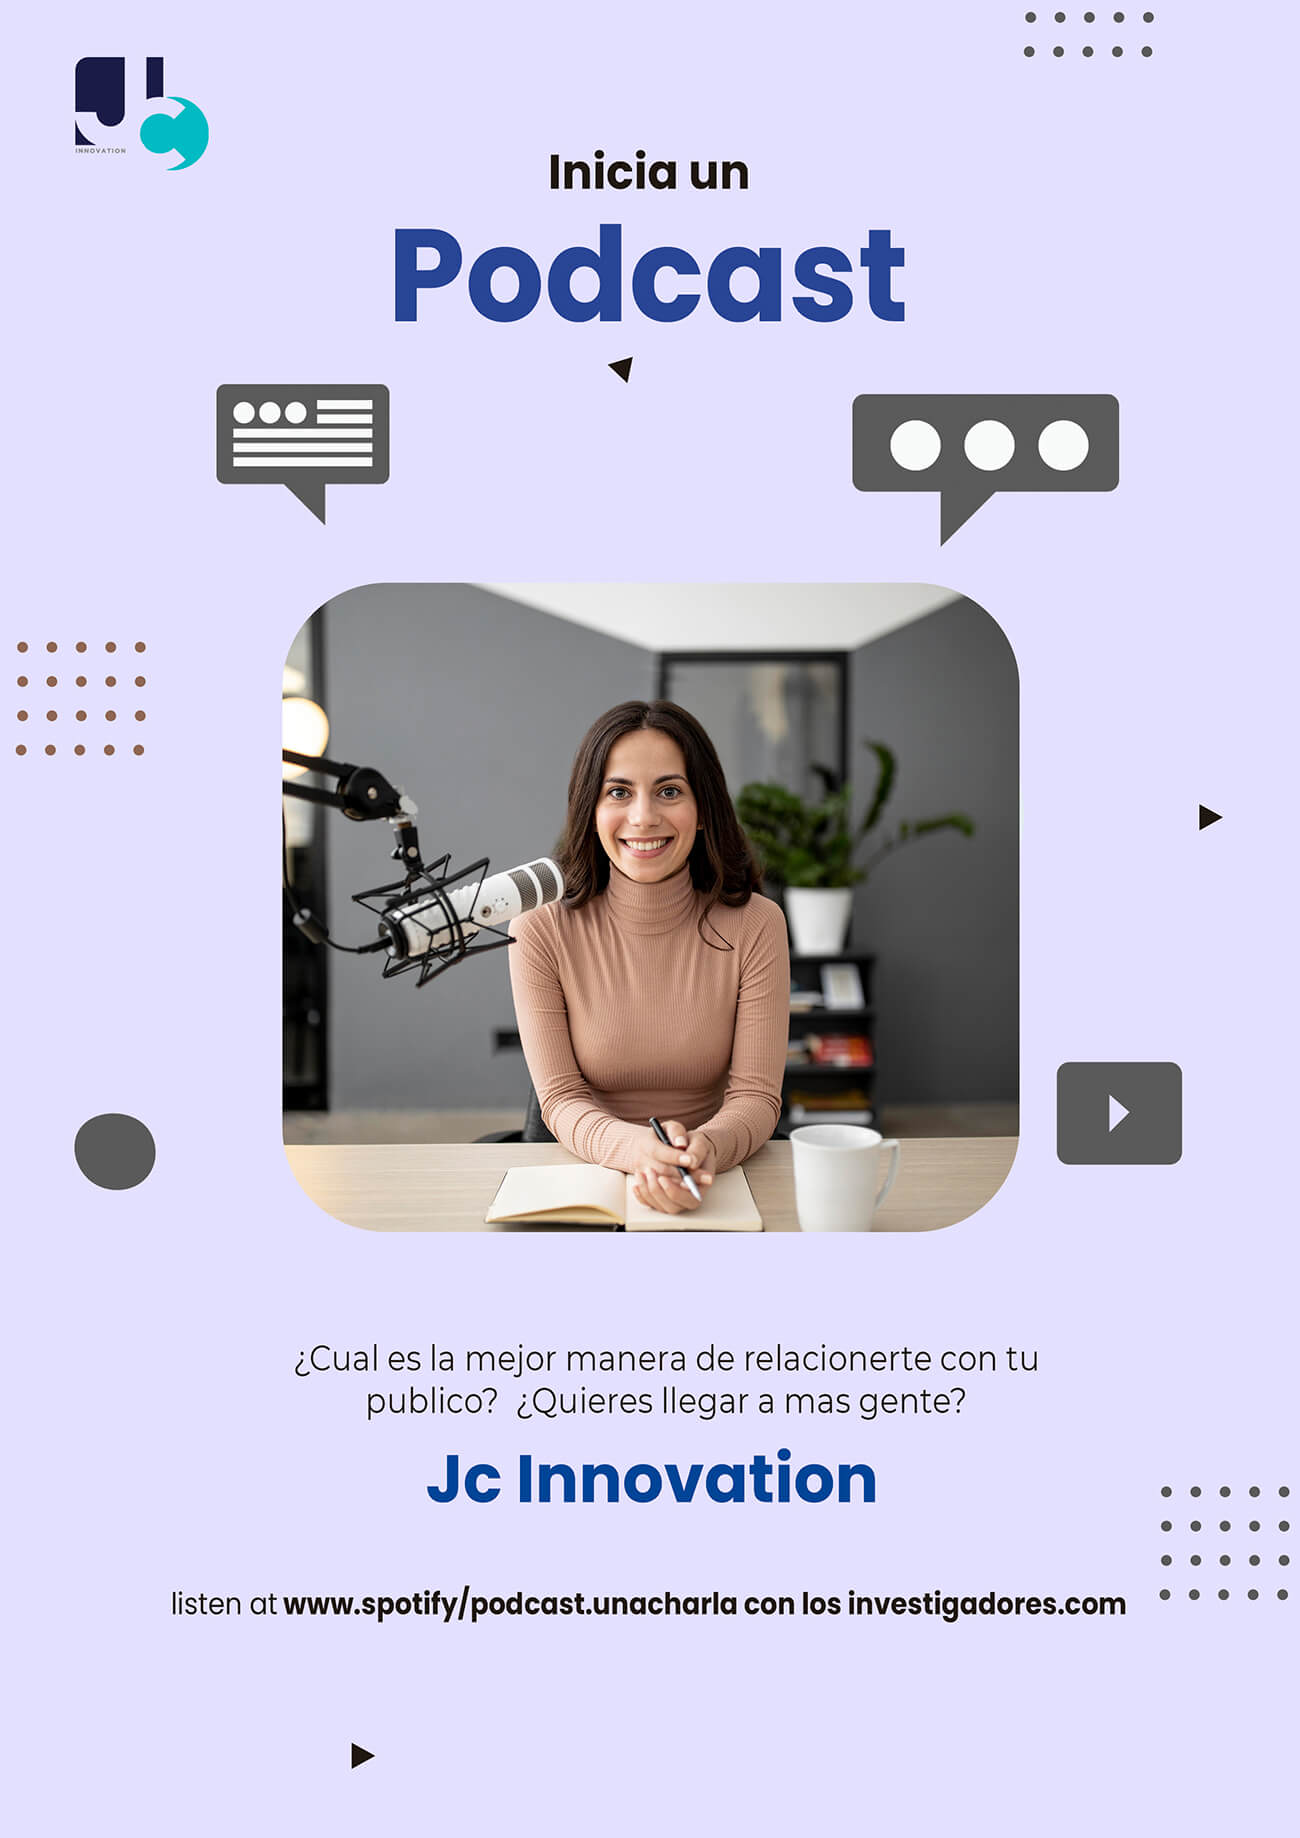 INNOVATION
Inicia un
Podcast
¿Cual es la mejor manera de relacionerte con tu
publico? ¿Quieres llegar a mas gente?
Jc Innovation
listen at www.spotify/podcast.unacharla con los investigadores.com